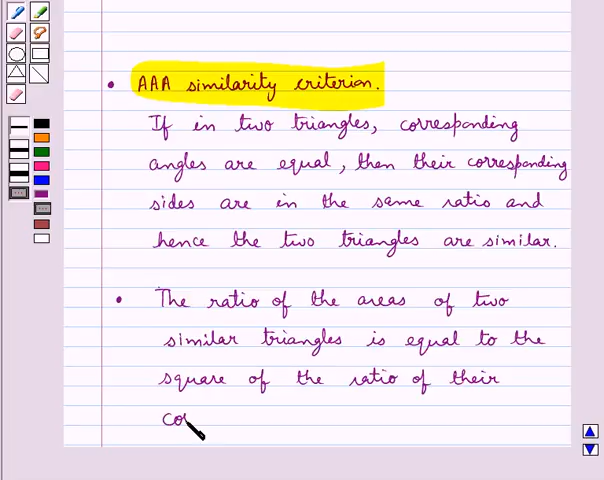 • AAA similarity criterion.
If in two triangles, corresponding
angles are equal, then their corresponding
sides are in the same ratio and
hence the two triangles are similar.
• The ratio of the areas of two
similar triangles is equal to the
square of the ratio of their
co